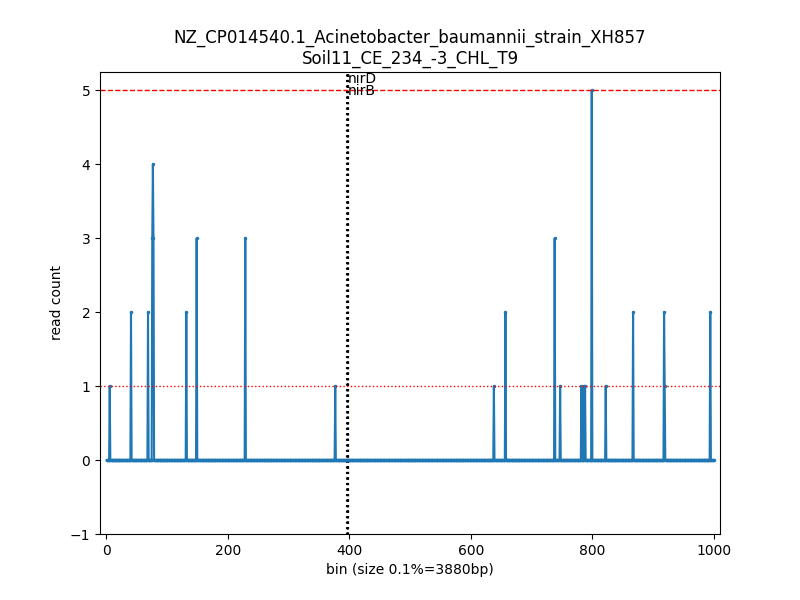 NZ_CP014540.1_Acinetobacter_baumannii_strain_XH857
Soil11_CE_234_-3_CHL_T9
nirD
nirB
5
4
3
2
1
0
−1
read count
0 200 400 600 800 1000
bin (size 0.1%=3880bp)